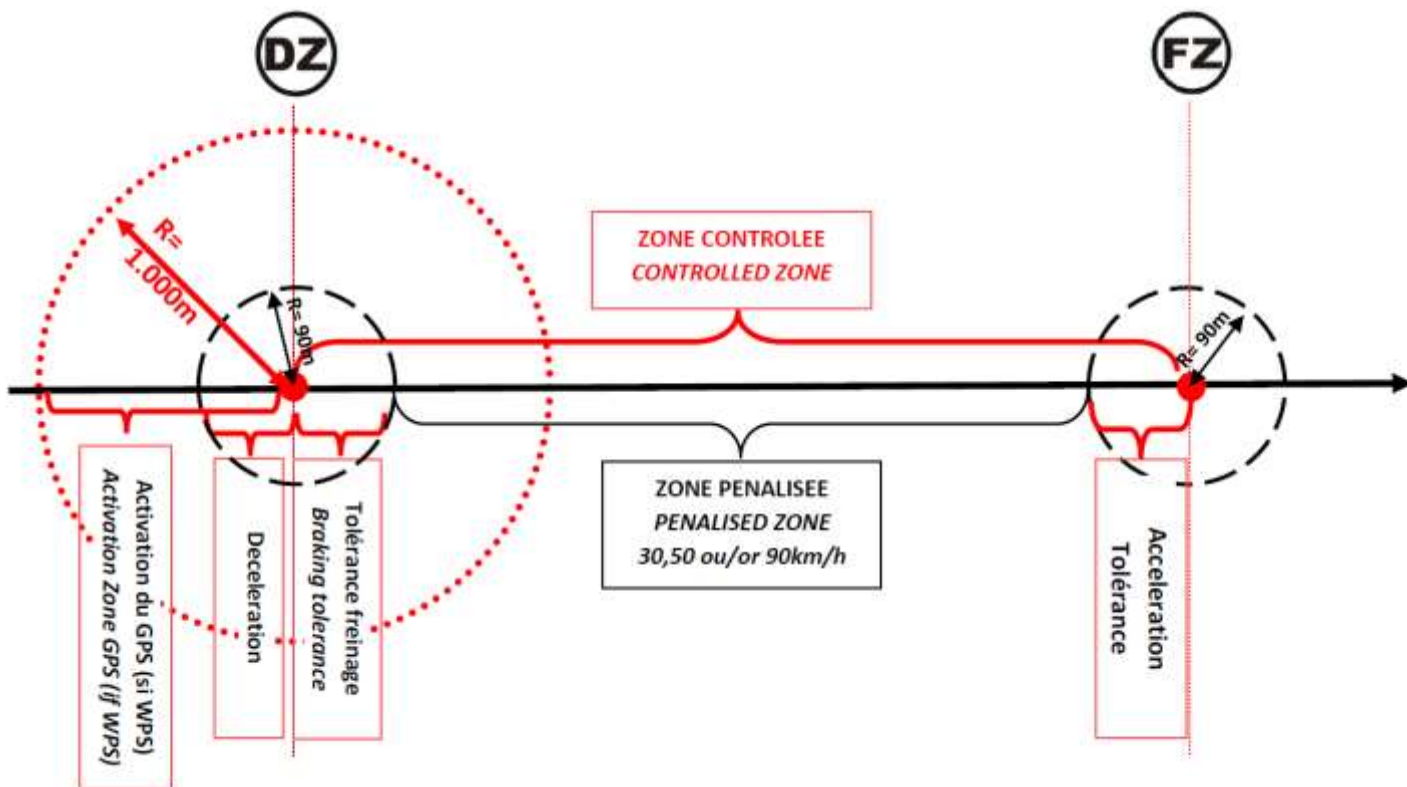 DZ
FZ
R=
1.000m
R= 90m
ZONE CONTROLEE
CONTROLLED ZONE
R= 90m
Activation du GPS (si WPS)
Activation Zone GPS (if WPS)
Deceleration
Tolérance freinage
Braking tolerance
ZONE PENALISEE
PENALISED ZONE
30,50 ou/or 90km/h
Acceleration
Tolérance